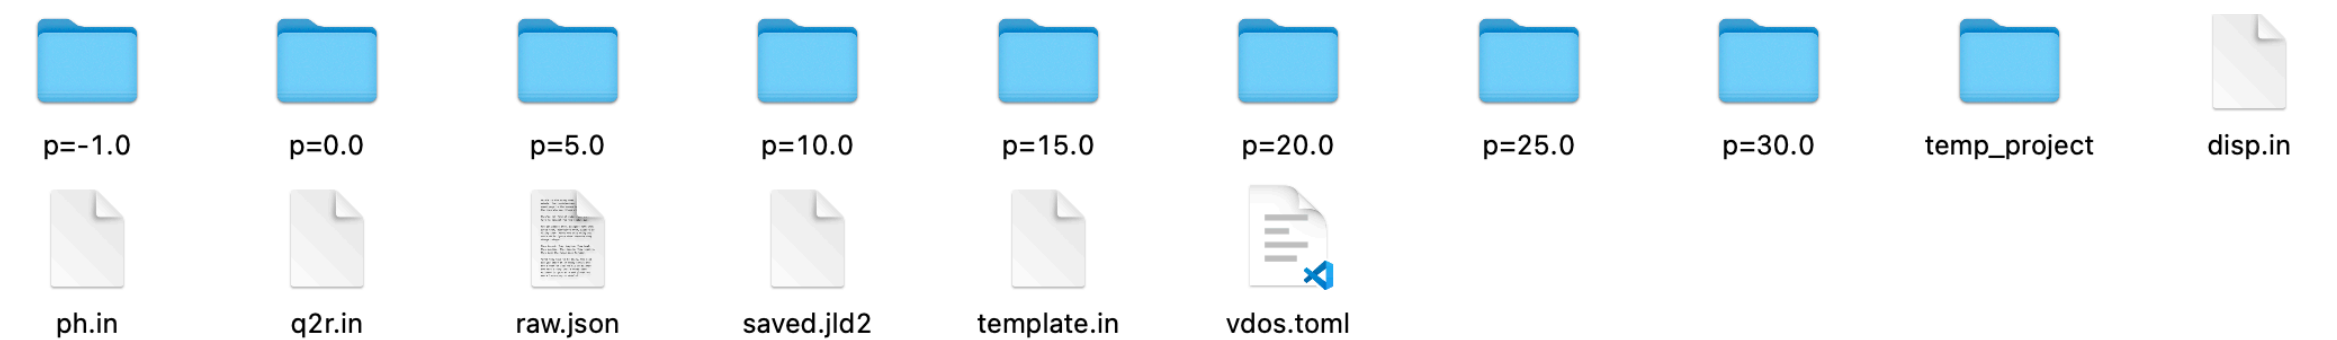 p=-1.0 p=0.0 p=5.0 p=10.0 p=15.0 p=20.0 p=25.0 p=30.0 temp_project disp.in
ph.in q2r.in raw.json saved.jld2 template.in vdos.toml